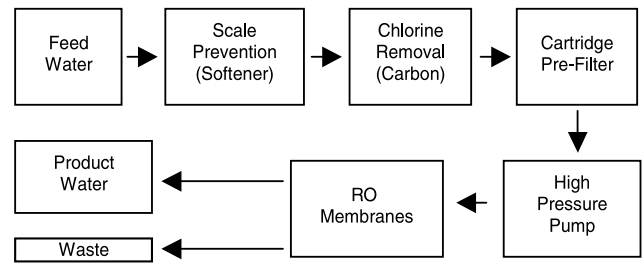 Feed
Water
Scale
Prevention
(Softener)
Chlorine
Removal
(Carbon)
Cartridge
Pre-Filter
High
Pressure
Pump
RO
Membranes
Product
Water
Waste